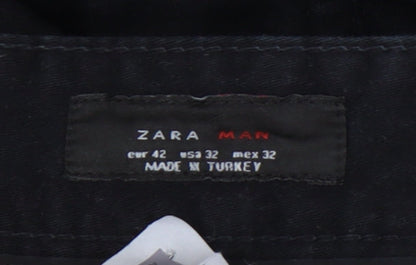 ZARA MAN
eur 42 usa 32 mex 32
MADE IN TURKEY